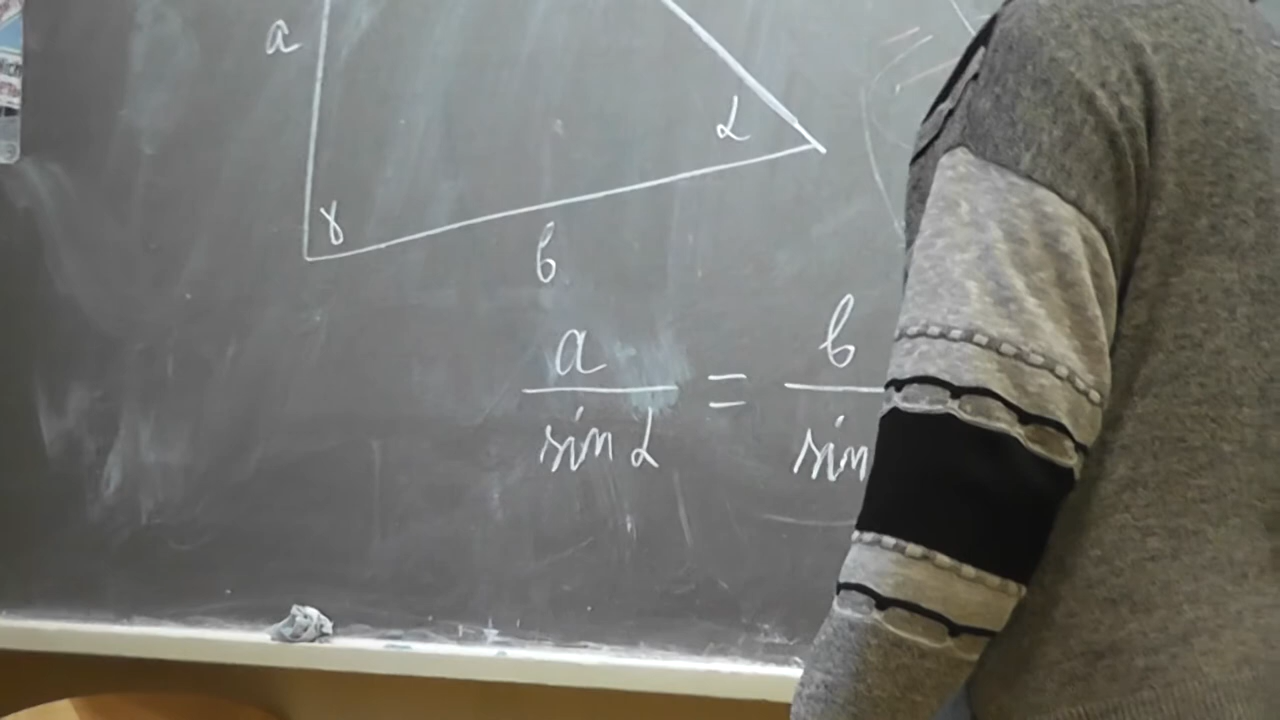 a
α
γ
b
a/sin α = b/sin